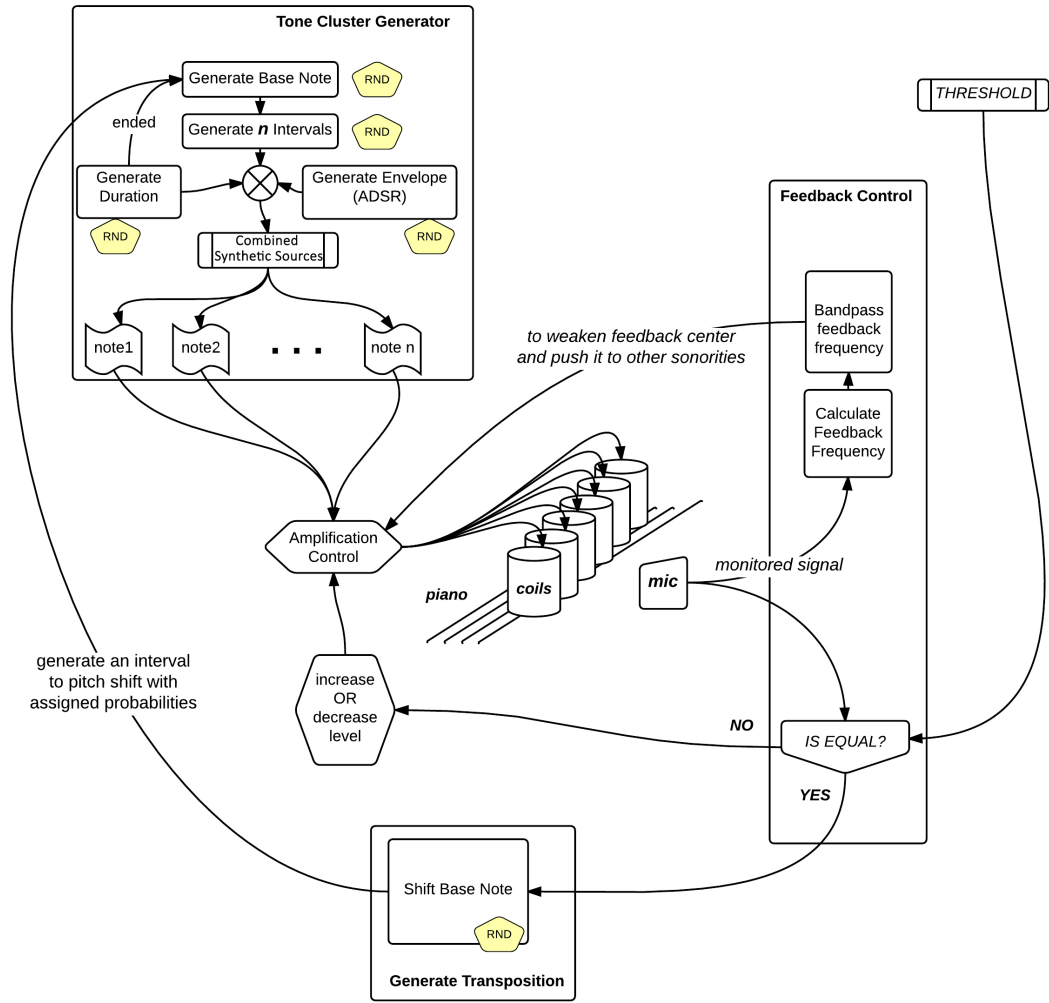 Tone Cluster Generator
Generate Base Note
RND
ended
Generate n Intervals
RND
Generate
Duration
RND
Generate Envelope
(ADSR)
RND
Combined
Synthetic Sources
note1
note2
...
note n
THRESHOLD
Feedback Control
Bandpass
feedback
frequency
to weaken feedback center
and push it to other sonorities
Calculate
Feedback
Frequency
Amplification
Control
piano
coils
mic
monitored signal
generate an interval
to pitch shift with
assigned probabilities
increase
OR
decrease
level
NO
IS EQUAL?
YES
Shift Base Note
RND
Generate Transposition